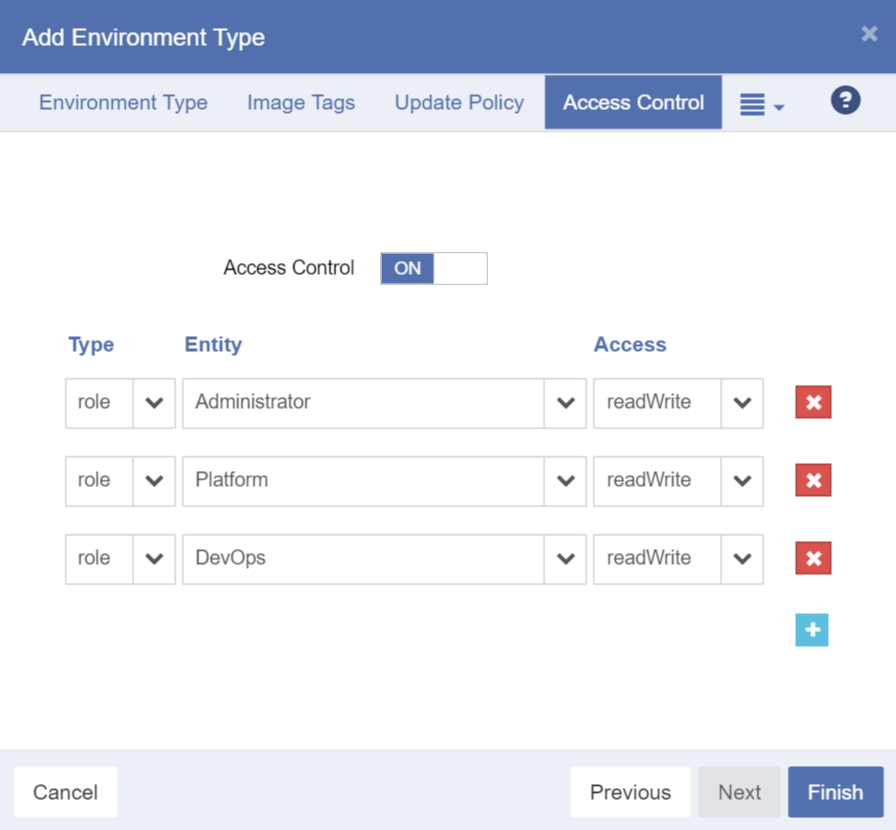 Add Environment Type
Environment Type Image Tags Update Policy Access Control
Access Control ON
Type Entity Access
role Administrator readWrite
role Platform readWrite
role DevOps readWrite
Cancel Previous Next Finish